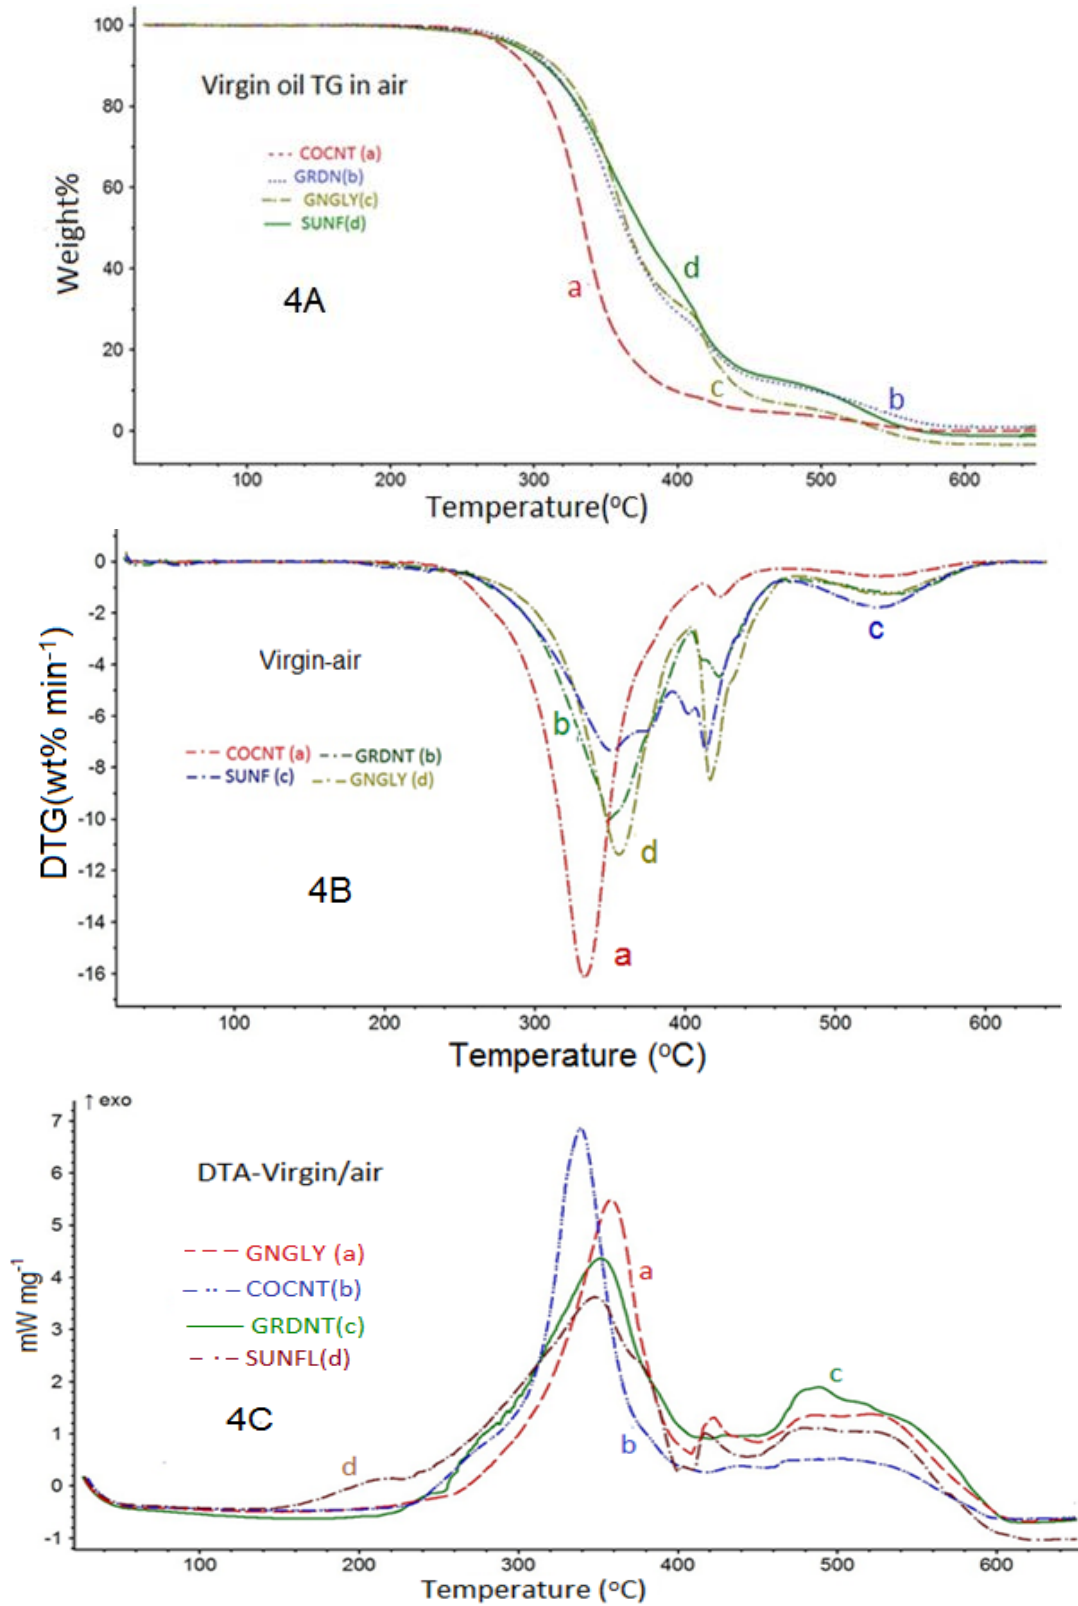 100
80
60
40
20
0
Weight%
Virgin oil TG in air
COCNT (a)
GRDN(b)
GNGLY(c)
SUNF(d)
4A
a
d
c
b
100 200 300 400 500 600
Temperature(°C)
0
-2
-4
-6
-8
-10
-12
-14
-16
DTG(wt% min⁻¹)
Virgin-air
COCNT (a) GRDNT (b)
SUNF (c) GNGLY (d)
4B
b
d
a
c
100 200 300 400 500 600
Temperature (°C)
↑ exo
7
6
5
4
3
2
1
0
-1
mW mg⁻¹
DTA-Virgin/air
GNGLY (a)
COCNT(b)
GRDNT(c)
SUNFL(d)
4C
a
c
b
d
100 200 300 400 500 600
Temperature (°C)